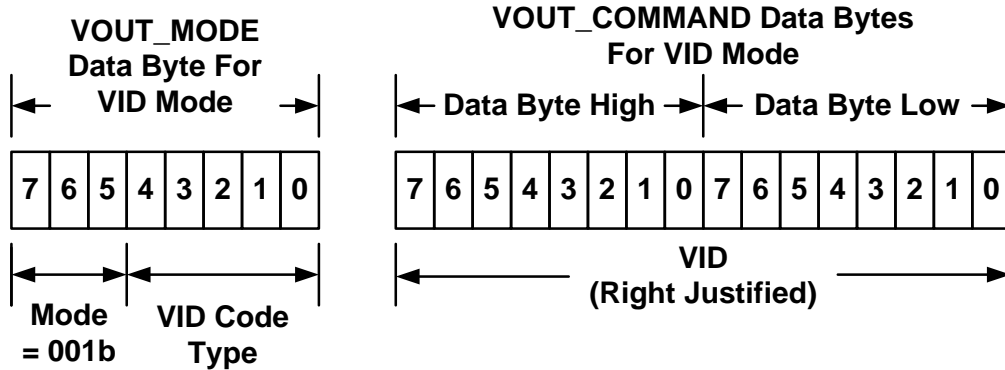 VOUT_MODE
Data Byte For
VID Mode
7 6 5 4 3 2 1 0
Mode
= 001b
VID Code
Type
VOUT_COMMAND Data Bytes
For VID Mode
Data Byte High
Data Byte Low
7 6 5 4 3 2 1 0 7 6 5 4 3 2 1 0
VID
(Right Justified)